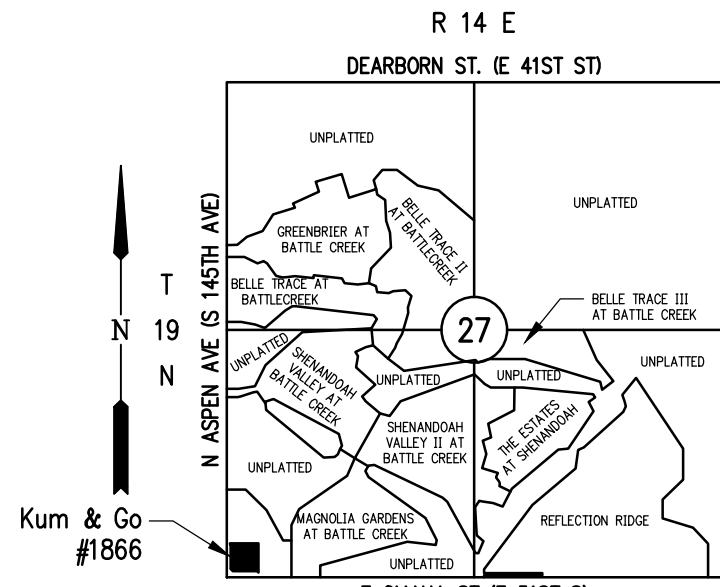 R 14 E
DEARBORN ST. (E 41ST ST)
UNPLATTED
UNPLATTED
GREENBRIER AT
BATTLE CREEK
BELLE TRACE II
AT BATTLECREEK
BELLE TRACE AT
BATTLECREEK
BELLE TRACE III
AT BATTLE CREEK
T
19
N
N
N ASPEN AVE (S 145TH AVE)
27
UNPLATTED
SHENANDOAH
VALLEY AT
BATTLE CREEK
UNPLATTED
UNPLATTED
UNPLATTED
SHENANDOAH
VALLEY II AT
BATTLE CREEK
THE ESTATES
AT SHENANDOAH
UNPLATTED
MAGNOLIA GARDENS
AT BATTLE CREEK
REFLECTION RIDGE
UNPLATTED
Kum & Go
#1866